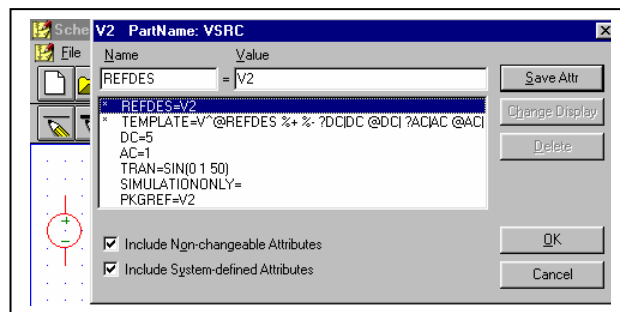 Sche
V2 PartName: VSRC
File
Name
Value
REFDES = V2
Save Attr
* REFDES=V2
Change Display
* TEMPLATE=V^@REFDES %+ %- ?DC|DC @DC| ?AC|AC @AC|
Delete
DC=5
AC=1
TRAN=SIN(0 1 50)
SIMULATIONONLY=
PKGREF=V2
+
−
Include Non-changeable Attributes
OK
Include System-defined Attributes
Cancel